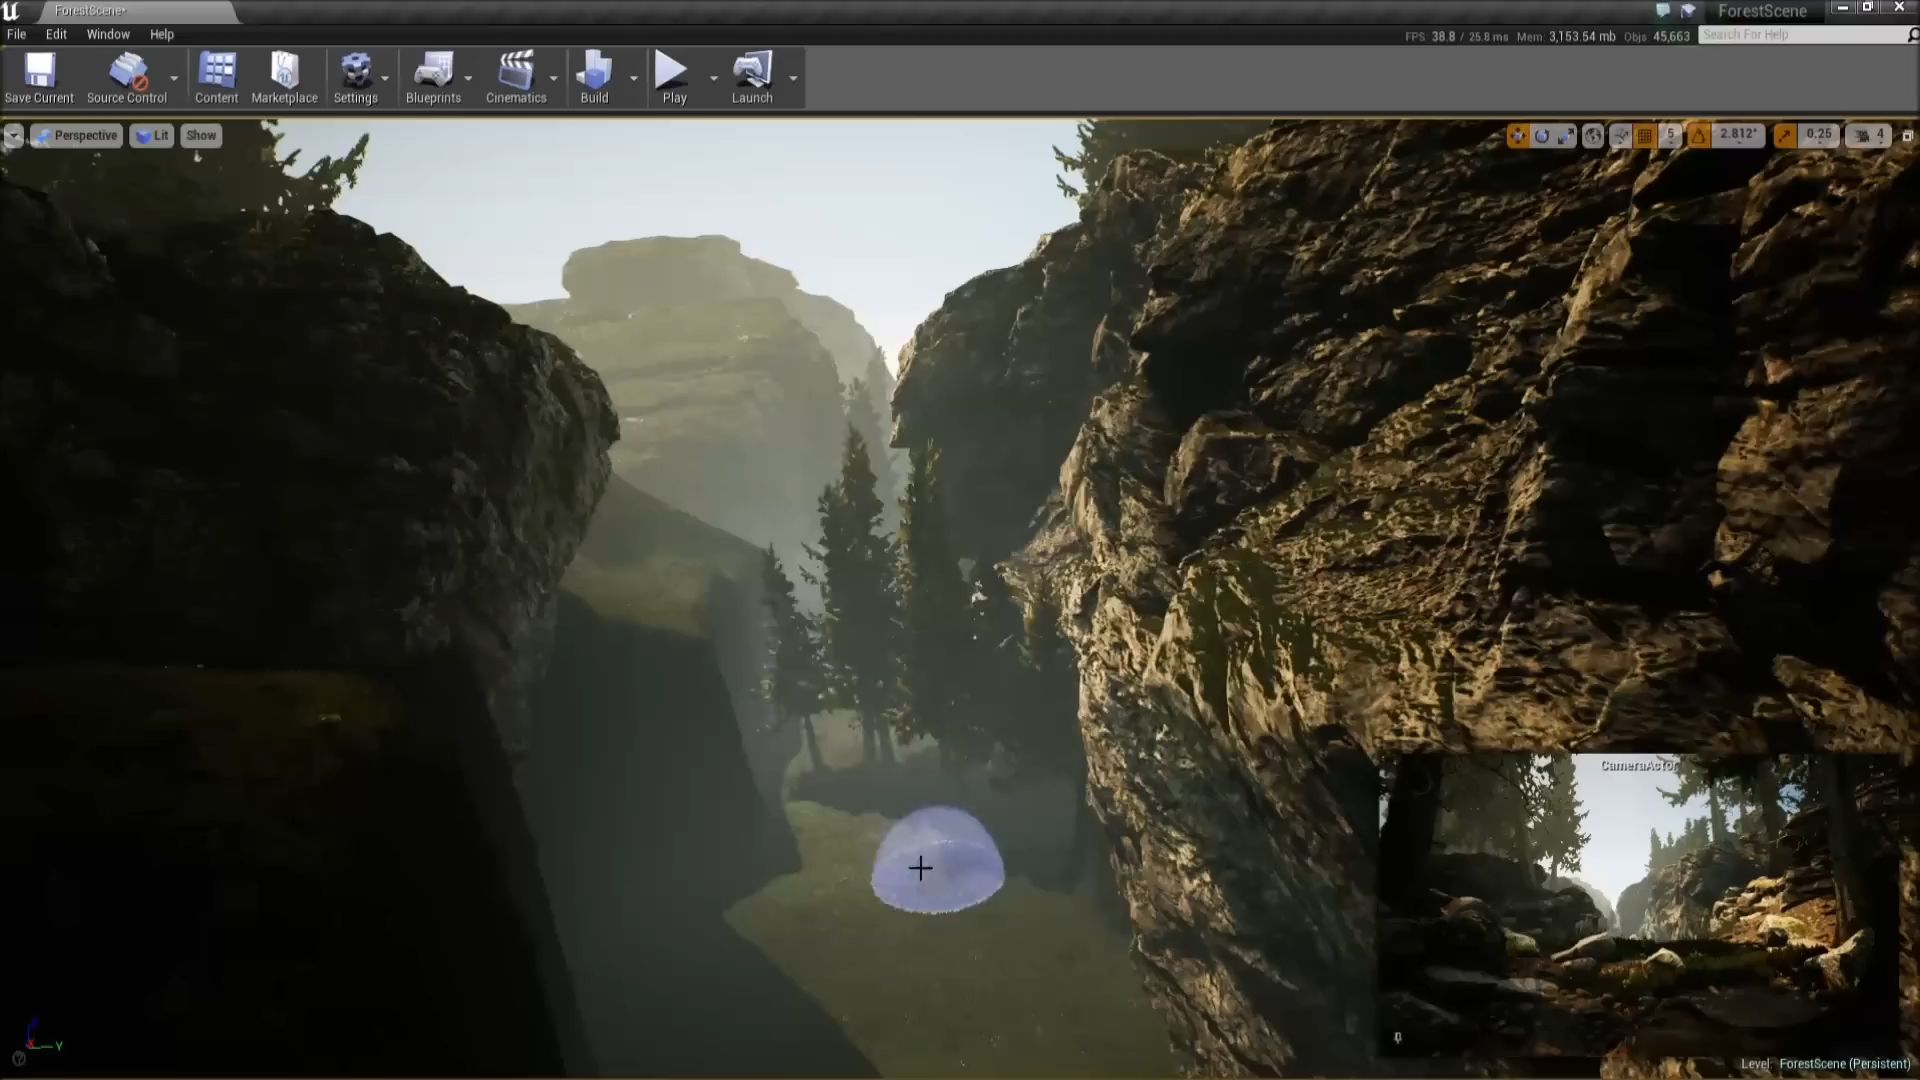 ForestScene•
ForestScene
File Edit Window Help
FPS: 38.8 / 25.8 ms Mem: 3,153.54 mb Objs: 45,663
Search For Help
Save Current
Source Control
Content
Marketplace
Settings
Blueprints
Cinematics
Build
Play
Launch
Perspective
Lit
Show
5
2.812°
0.25
4
CameraActor
Y
Level: ForestScene (Persistent)